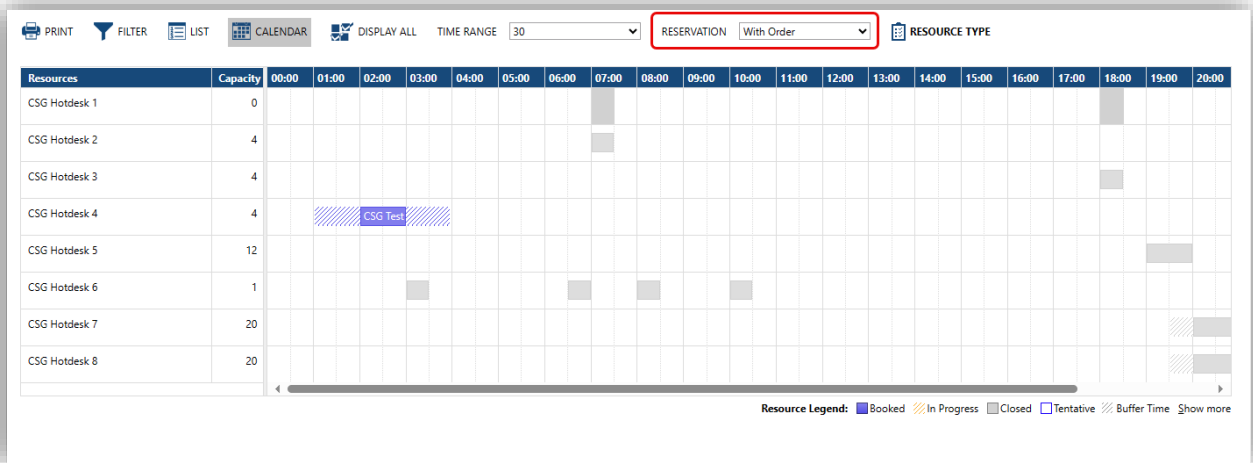 PRINT FILTER LIST CALENDAR DISPLAY ALL TIME RANGE 30 RESERVATION With Order RESOURCE TYPE
Resources Capacity 00:00 01:00 02:00 03:00 04:00 05:00 06:00 07:00 08:00 09:00 10:00 11:00 12:00 13:00 14:00 15:00 16:00 17:00 18:00 19:00 20:00
CSG Hotdesk 1 0
CSG Hotdesk 2 4
CSG Hotdesk 3 4
CSG Hotdesk 4 4 CSG Test
CSG Hotdesk 5 12
CSG Hotdesk 6 1
CSG Hotdesk 7 20
CSG Hotdesk 8 20
Resource Legend: Booked In Progress Closed Tentative Buffer Time Show more